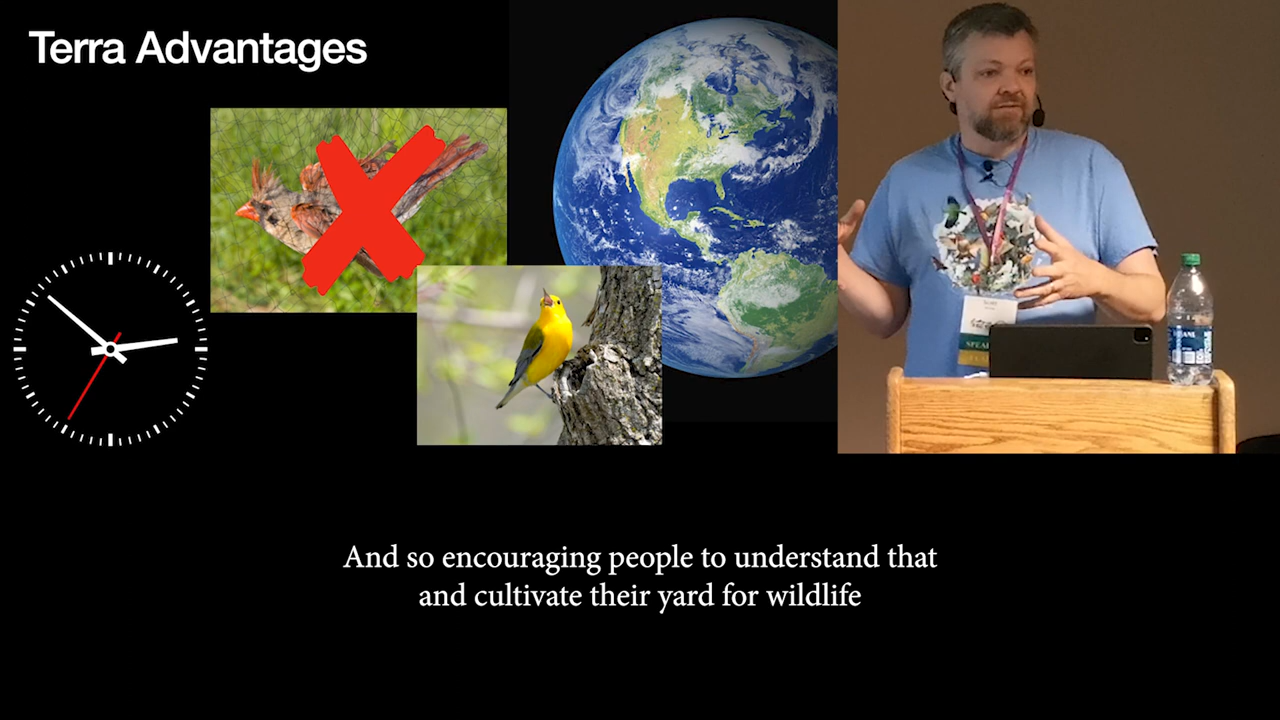 Terra Advantages
And so encouraging people to understand that
and cultivate their yard for wildlife